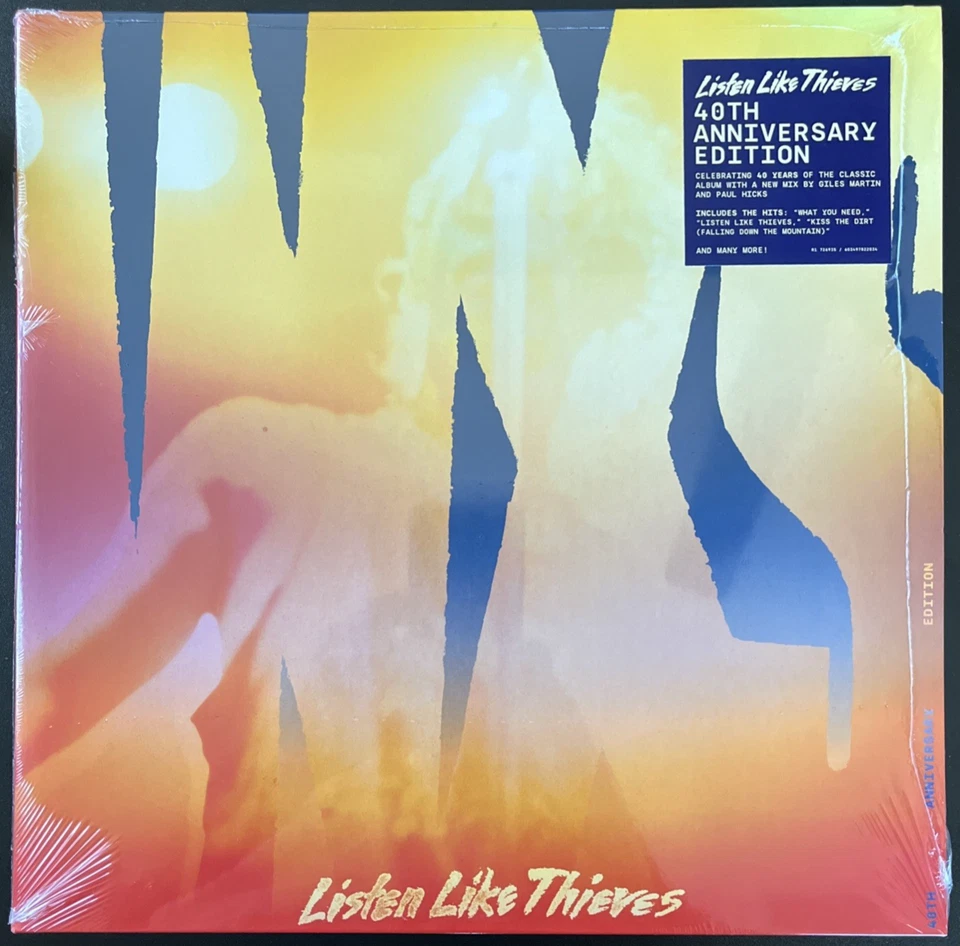 Listen Like Thieves
40TH
ANNIVERSARY
EDITION
CELEBRATING 40 YEARS OF THE CLASSIC
ALBUM WITH A NEW MIX BY GILES MARTIN
AND PAUL HICKS
INCLUDES THE HITS: "WHAT YOU NEED,"
"LISTEN LIKE THIEVES," "KISS THE DIRT
(FALLING DOWN THE MOUNTAIN)"
AND MANY MORE!
40TH ANNIVERSARY EDITION
Listen Like Thieves